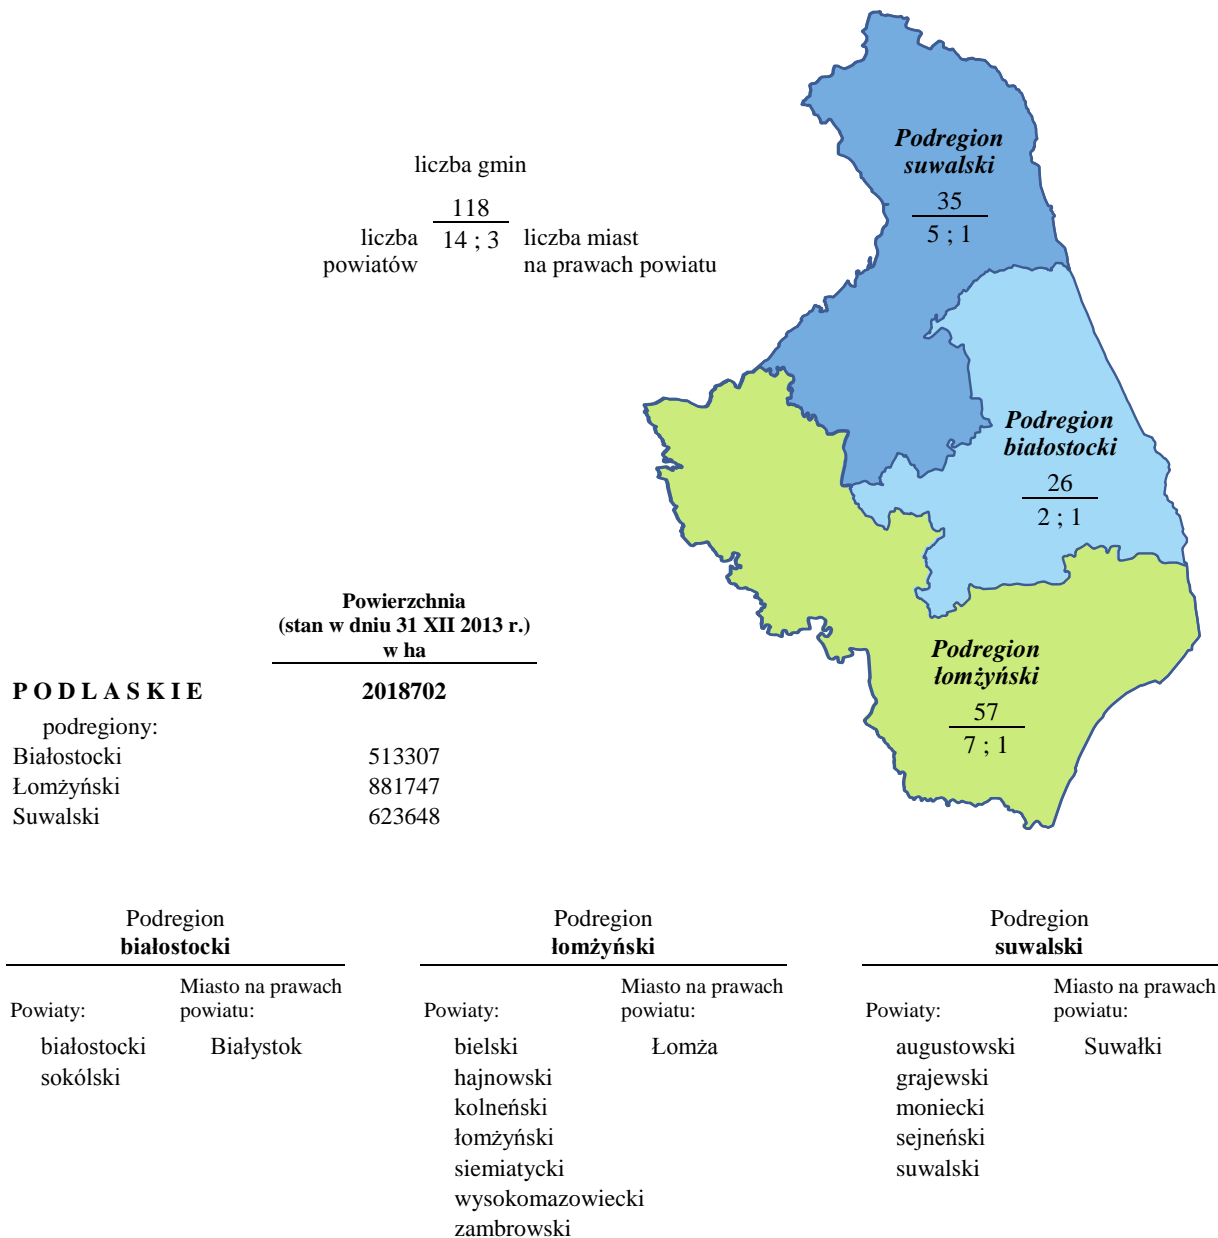 Podregion
suwalski
35
5 ; 1
liczba gmin
118
14 ; 3
liczba
powiatów
liczba miast
na prawach powiatu
Podregion
białostocki
26
2 ; 1
Podregion
łomżyński
57
7 ; 1
Powierzchnia
(stan w dniu 31 XII 2013 r.)
w ha
P O D L A S K I E 2018702
podregiony:
Białostocki 513307
Łomżyński 881747
Suwalski 623648
Podregion
białostocki
Powiaty:
Miasto na prawach
powiatu:
białostocki Białystok
sokólski
Podregion
łomżyński
Powiaty:
Miasto na prawach
powiatu:
bielski Łomża
hajnowski
kolneński
łomżyński
siemiatycki
wysokomazowiecki
zambrowski
Podregion
suwalski
Powiaty:
Miasto na prawach
powiatu:
augustowski Suwałki
grajewski
moniecki
sejneński
suwalski